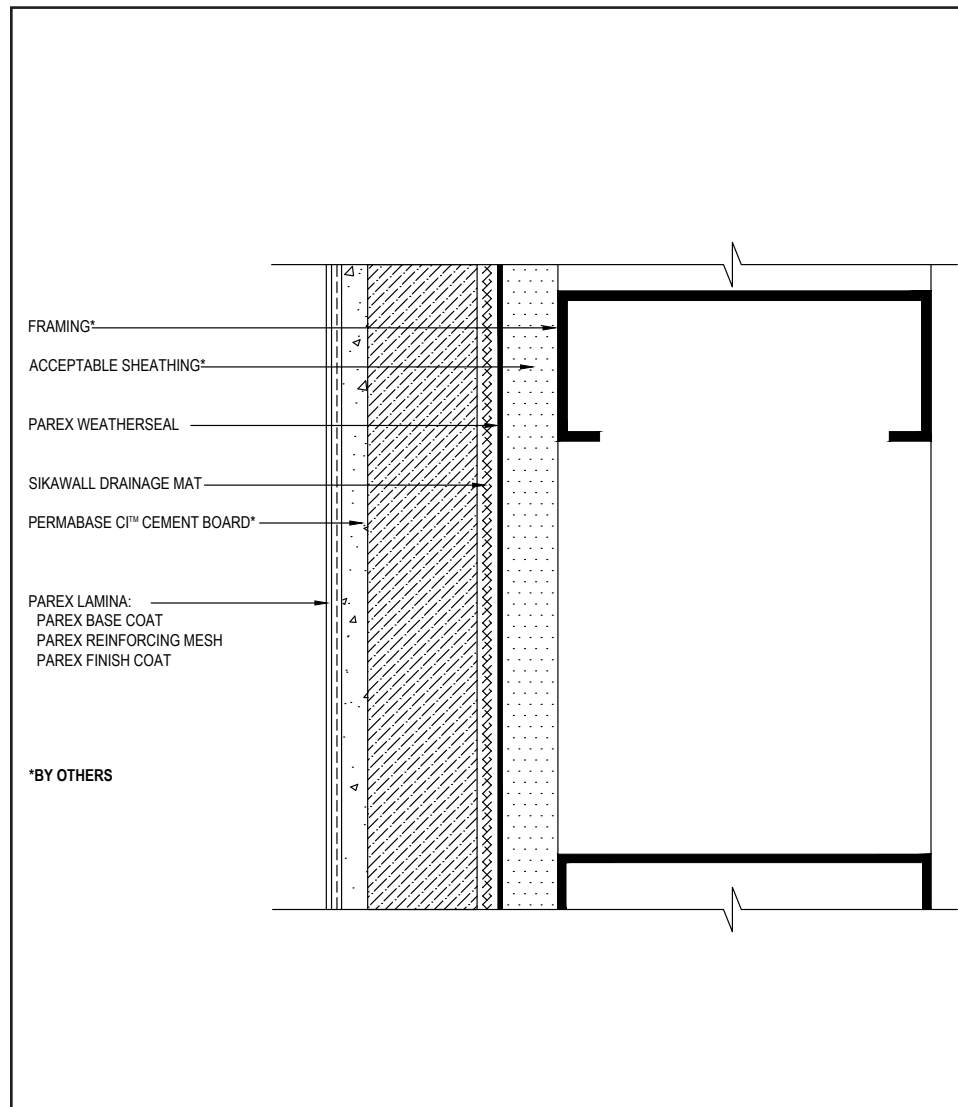 FRAMING*
ACCEPTABLE SHEATHING*
PAREX WEATHERSEAL
SIKAWALL DRAINAGE MAT
PERMABASE CI™ CEMENT BOARD*
PAREX LAMINA:
PAREX BASE COAT
PAREX REINFORCING MESH
PAREX FINISH COAT
*BY OTHERS